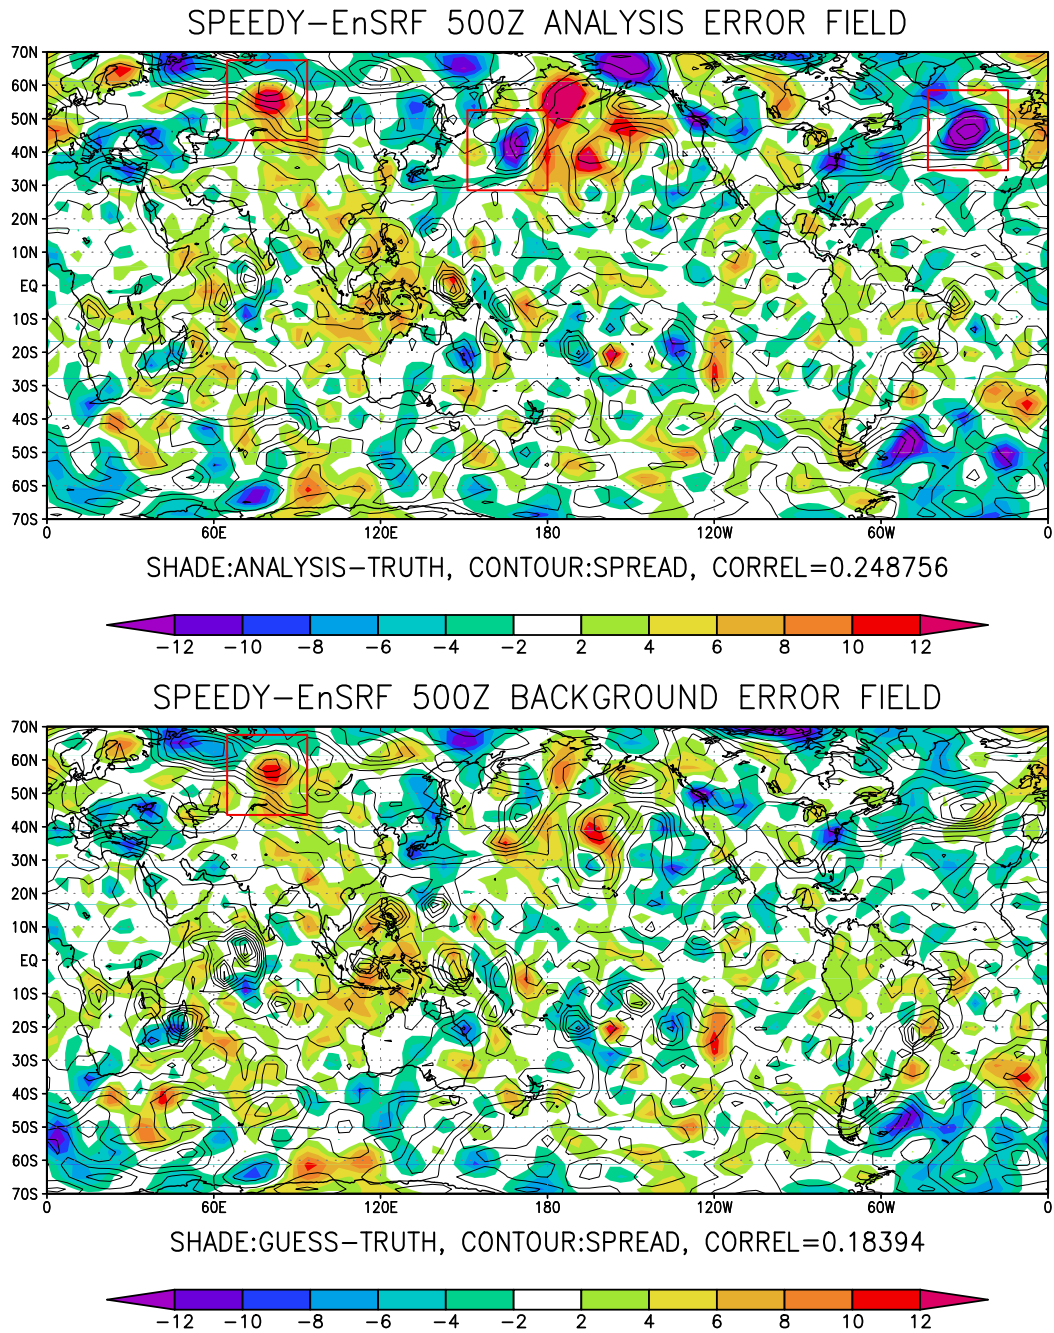 SPEEDY−EnSRF 500Z ANALYSIS ERROR FIELD
70N
60N
50N
40N
30N
20N
10N
EQ
10S
20S
30S
40S
50S
60S
70S
0 60E 120E 180 120W 60W 0
SHADE:ANALYSIS−TRUTH, CONTOUR:SPREAD, CORREL=0.248756
−12 −10 −8 −6 −4 −2 2 4 6 8 10 12
SPEEDY−EnSRF 500Z BACKGROUND ERROR FIELD
70N
60N
50N
40N
30N
20N
10N
EQ
10S
20S
30S
40S
50S
60S
70S
0 60E 120E 180 120W 60W 0
SHADE:GUESS−TRUTH, CONTOUR:SPREAD, CORREL=0.18394
−12 −10 −8 −6 −4 −2 2 4 6 8 10 12